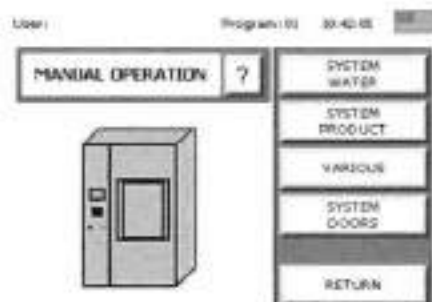 User:
Program: 01
MANUAL OPERATION ?
SYSTEM
WATER
SYSTEM
PRODUCT
VARIOUS
SYSTEM
DOORS
RETURN